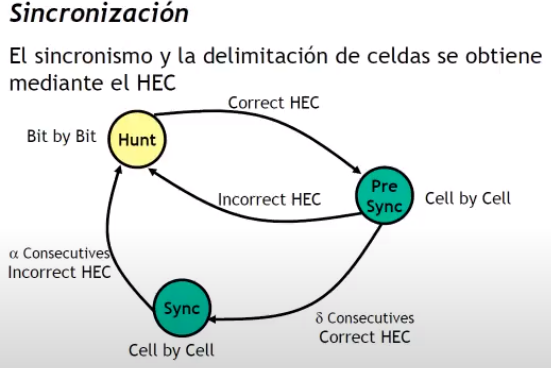 Sincronización
El sincronismo y la delimitación de celdas se obtiene
mediante el HEC
Correct HEC
Bit by Bit
Hunt
Incorrect HEC
Pre
Sync
Cell by Cell
α Consecutives
Incorrect HEC
Sync
δ Consecutives
Correct HEC
Cell by Cell